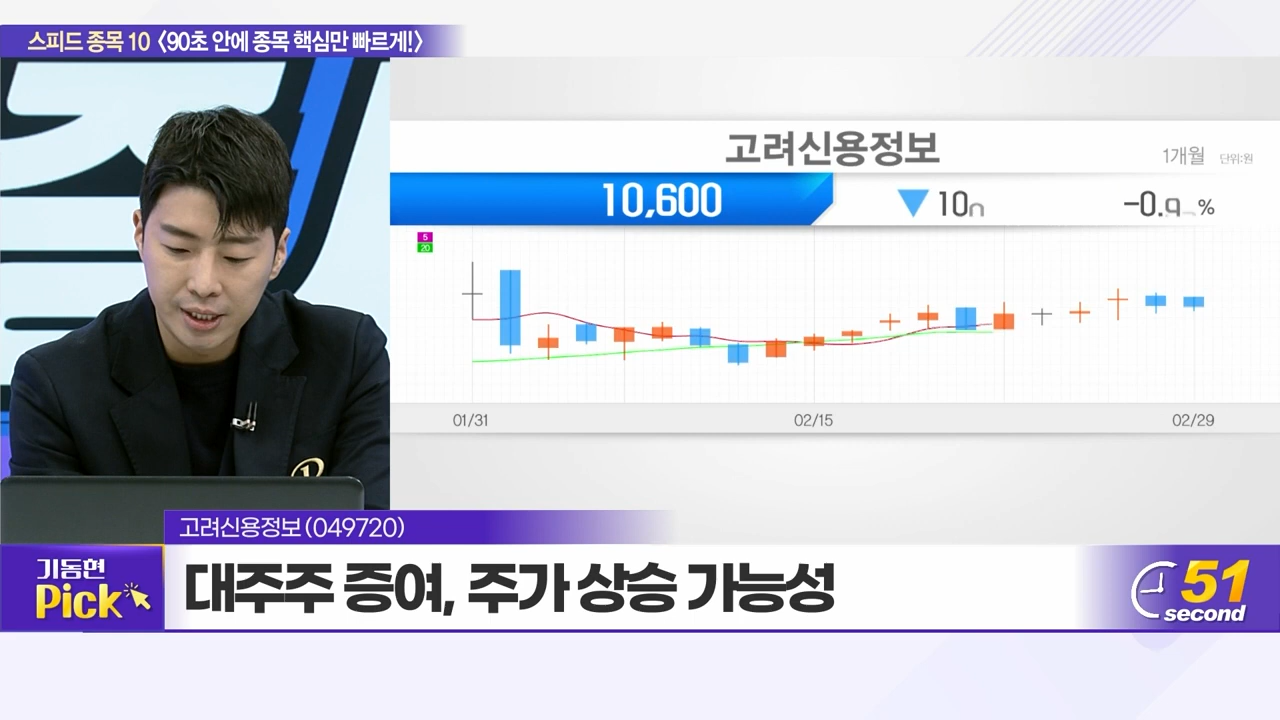 스피드 종목 10 〈90초 안에 종목 핵심만 빠르게!〉
고려신용정보
1개월 단위:원
10,600
5
20
01/31 02/15 02/29
고려신용정보(049720)
기동현
Pick
대주주 증여, 주가 상승 가능성
51
second